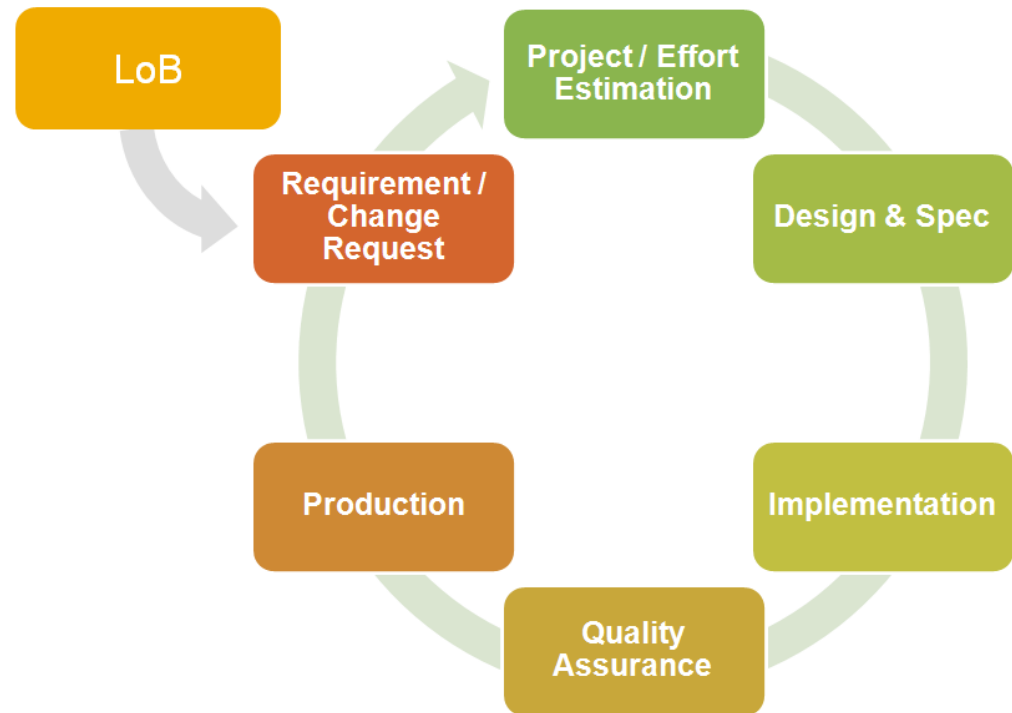 LoB
Project / Effort
Estimation
Requirement /
Change
Request
Design & Spec
Production
Implementation
Quality
Assurance